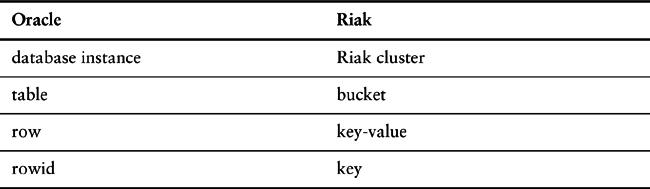 Oracle Riak
database instance Riak cluster
table bucket
row key-value
rowid key